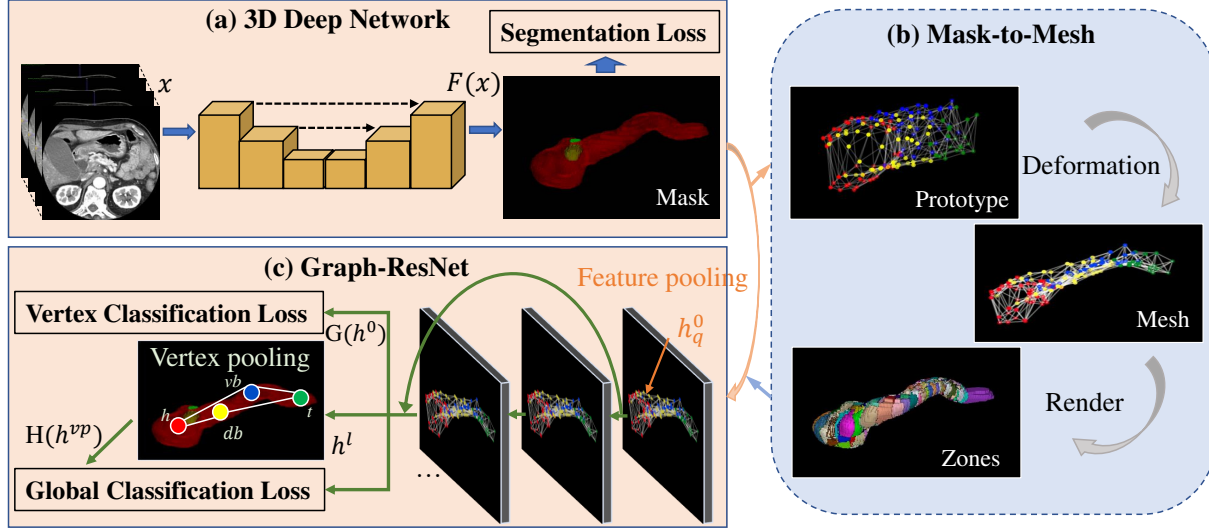 (a) 3D Deep Network
Segmentation Loss
x
F(x)
Mask
(b) Mask-to-Mesh
Prototype
Deformation
Mesh
Render
Zones
(c) Graph-ResNet
Feature pooling
Vertex Classification Loss
G(h^0)
h_q^0
Vertex pooling
vb
h
t
db
H(h^{vp})
h^l
...
Global Classification Loss